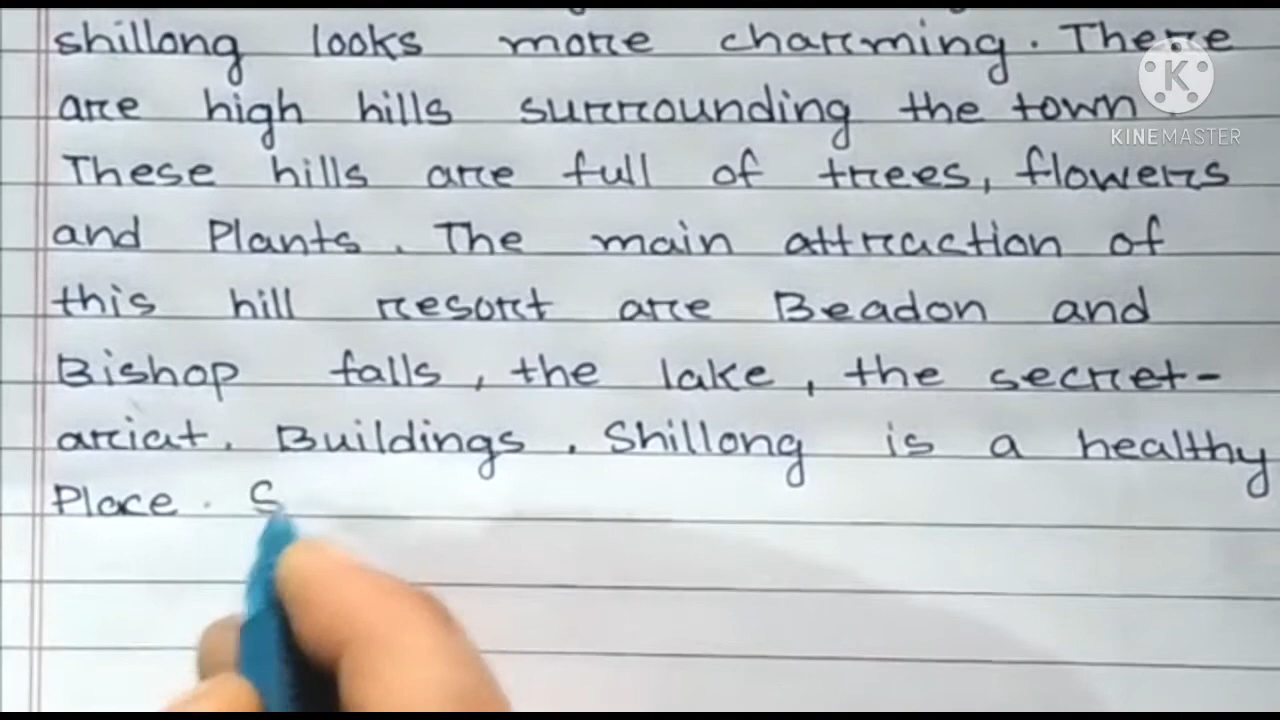 shillong looks more charming. There
are high hills surrounding the town
These hills are full of trees, flowers
and Plants. The main attraction of
this hill resort are Beadon and
Bishop falls, the lake, the secret-
ariat. Buildings. Shillong is a healthy
Place. S
KINEMASTER